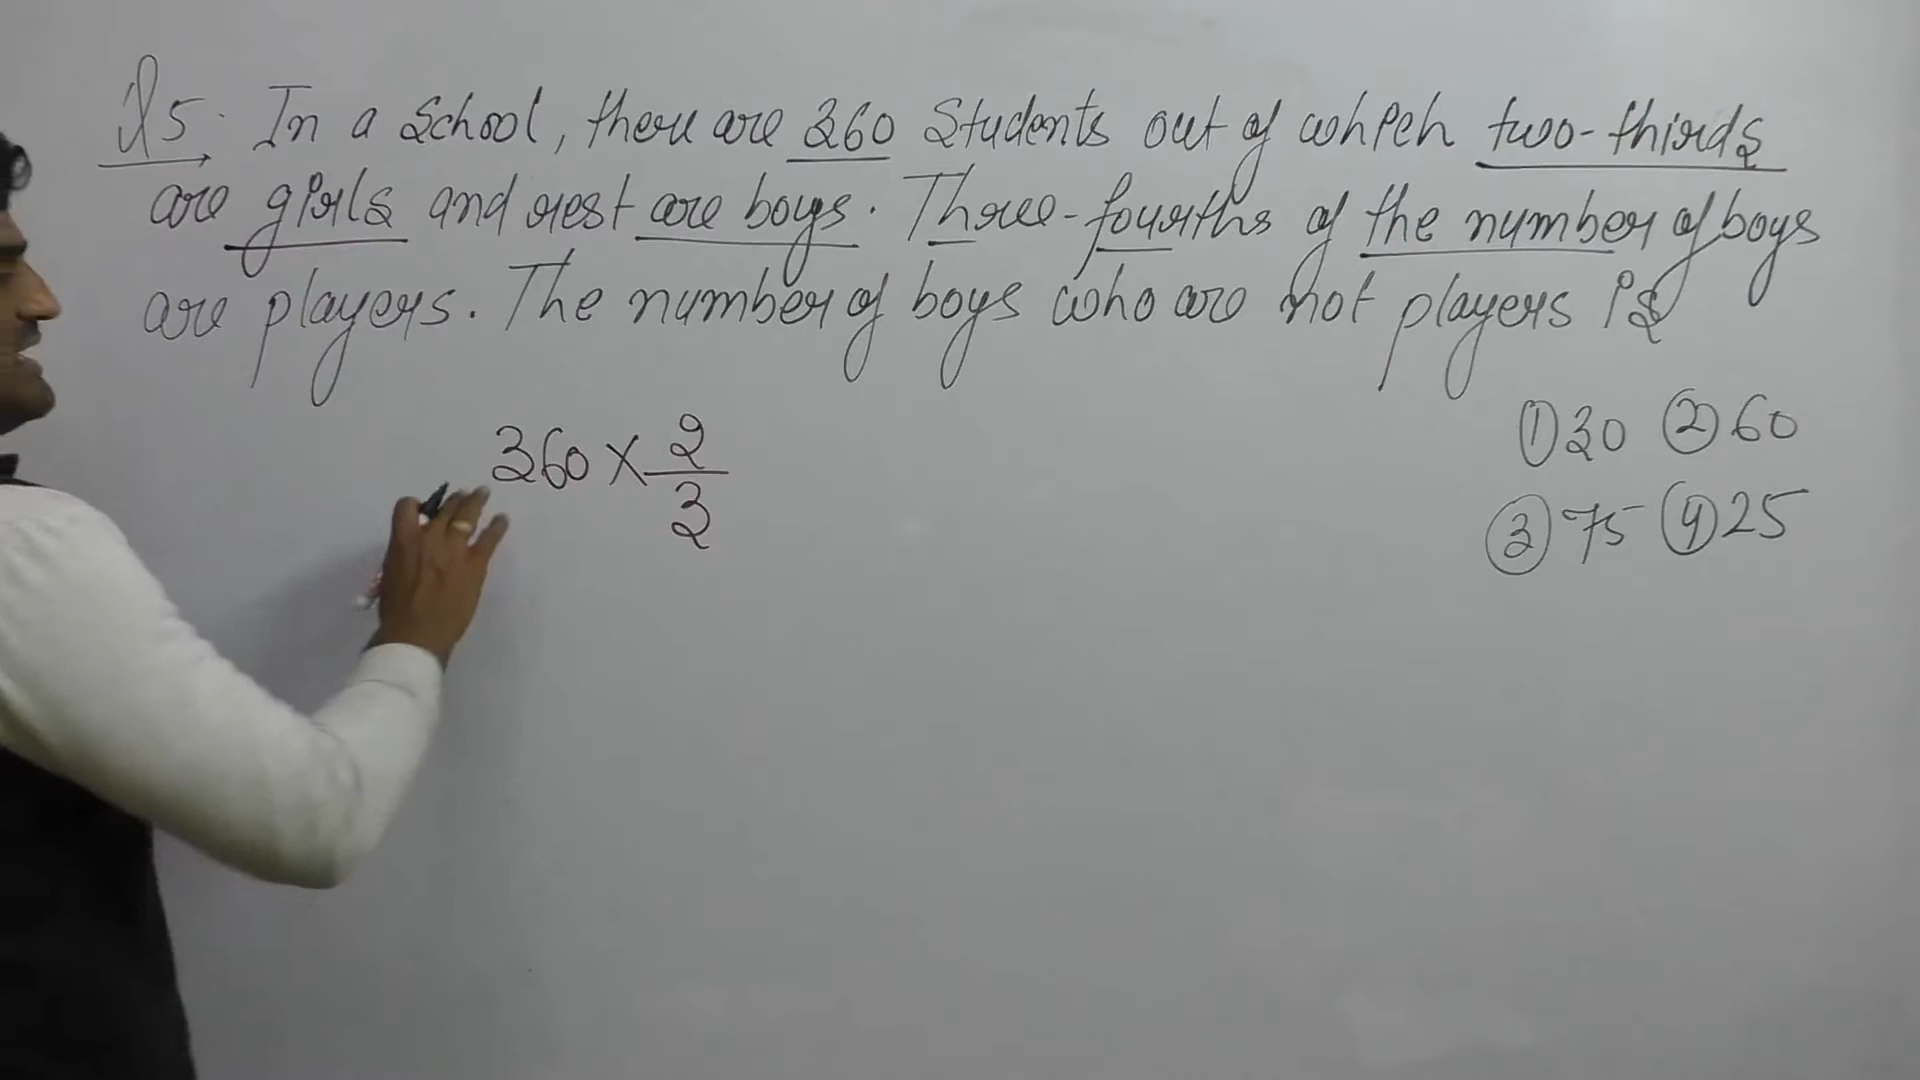 Q5. In a School, there are 360 Students out of which two-thirds
are girls and rest are boys. Three-fourths of the number of boys
are players. The number of boys who are not players is
360 × 2/3
① 30 ② 60
③ 75 ④ 25